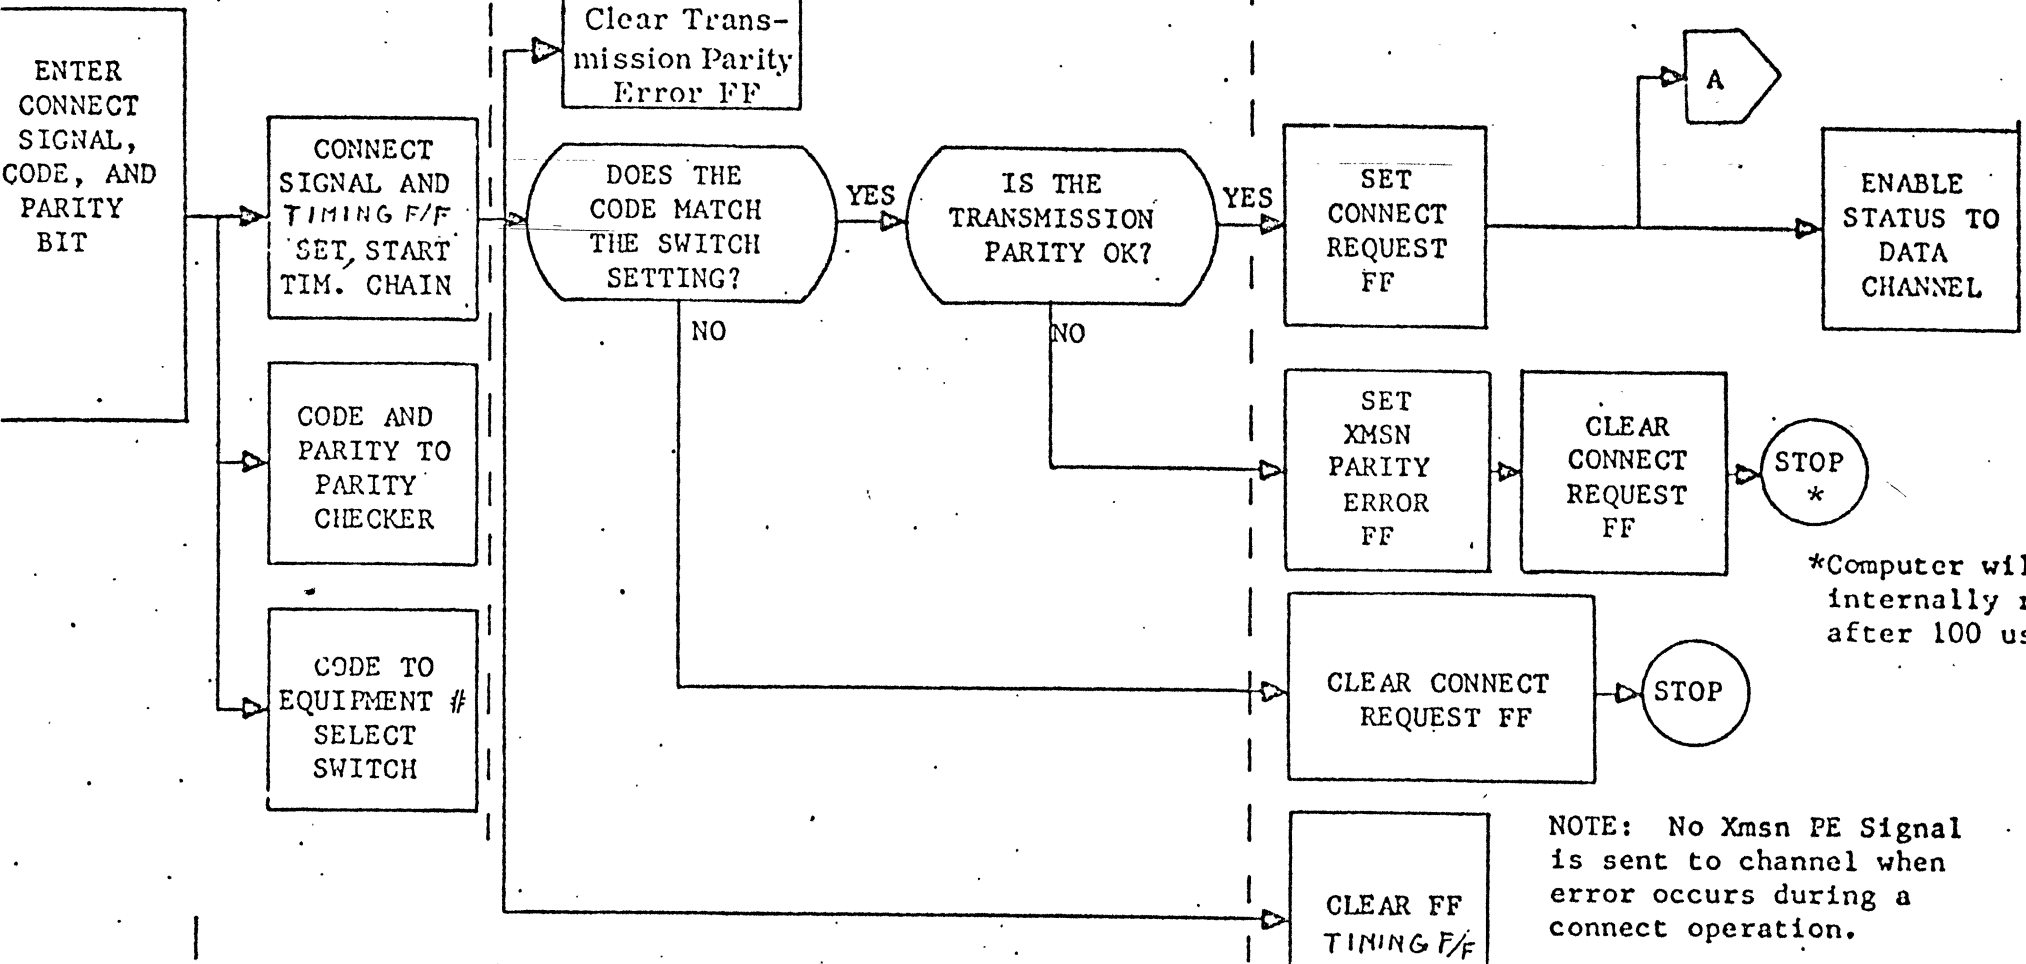 ENTER
CONNECT
SIGNAL,
CODE, AND
PARITY
BIT
CONNECT
SIGNAL AND
TIMING F/F
SET, START
TIM. CHAIN
CODE AND
PARITY TO
PARITY
CHECKER
CODE TO
EQUIPMENT #
SELECT
SWITCH
Clear Trans-
mission Parity
Error FF
DOES THE
CODE MATCH
THE SWITCH
SETTING?
YES
NO
IS THE
TRANSMISSION
PARITY OK?
YES
NO
SET
CONNECT
REQUEST
FF
A
ENABLE
STATUS TO
DATA
CHANNEL
SET
XMSN
PARITY
ERROR
FF
CLEAR
CONNECT
REQUEST
FF
STOP
*
*Computer
internally
after 100
CLEAR CONNECT
REQUEST FF
STOP
CLEAR FF
TIMING F/F
NOTE: No Xmsn PE Signal
is sent to channel when
error occurs during a
connect operation.